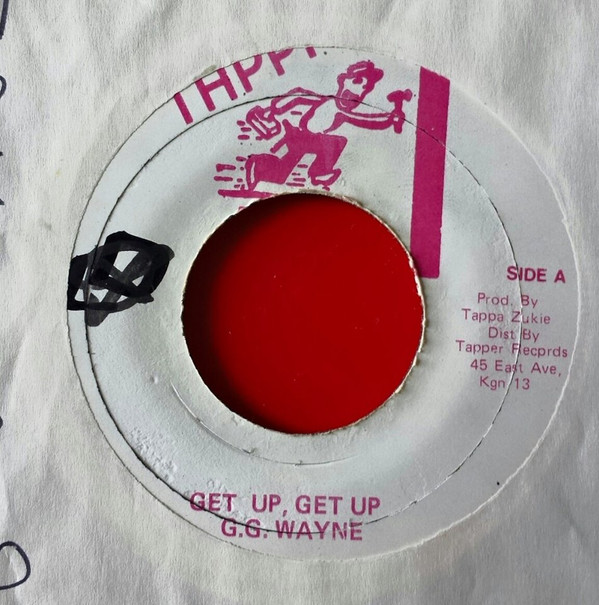 SIDE A
Prod. By
Tappa Zukie
Dist By
Tapper Recprds
45 East Ave,
Kgn 13
GET UP, GET UP
G.G. WAYNE